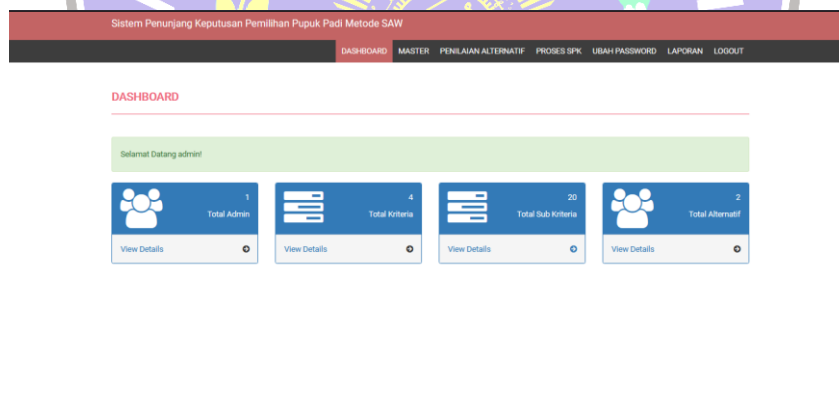 Sistem Penunjang Keputusan Pemilihan Pupuk Padi Metode SAW
DASHBOARD MASTER PENILAIAN ALTERNATIF PROSES SPK UBAH PASSWORD LAPORAN LOGOUT
DASHBOARD
Selamat Datang admin!
1
Total Admin
View Details
4
Total Kriteria
View Details
20
Total Sub Kriteria
View Details
2
Total Alternatif
View Details